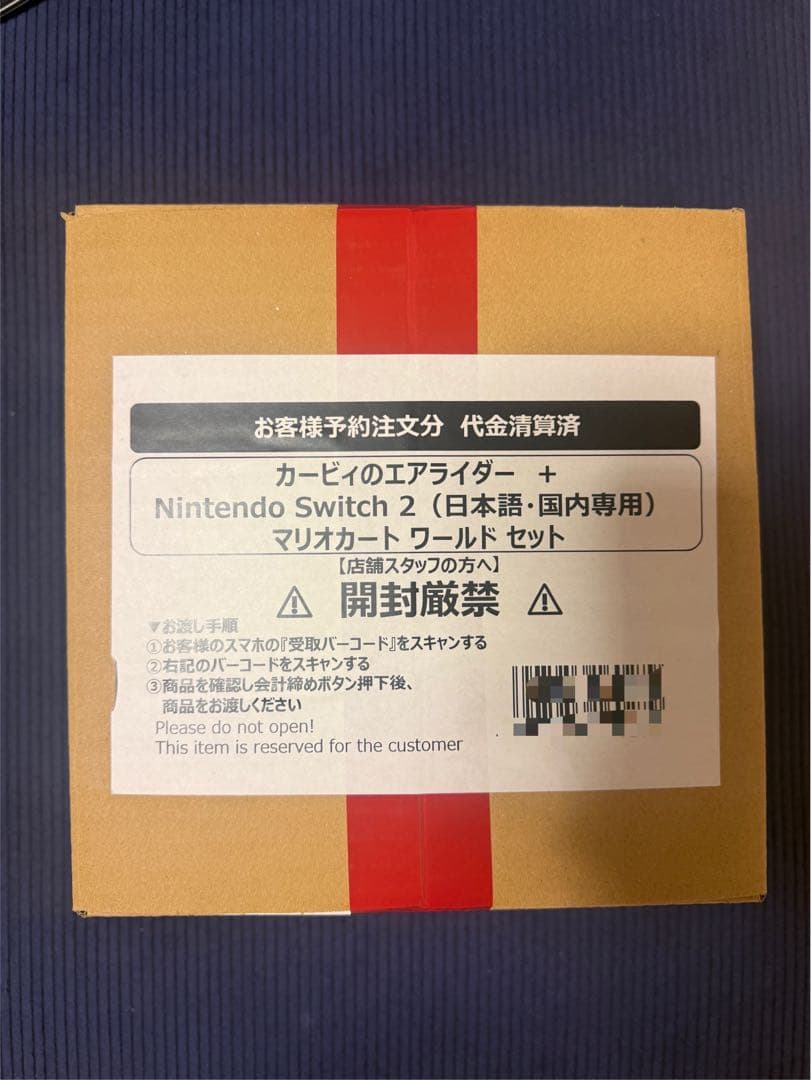 お客様予約注文分 代金清算済
カービィのエアライダー ＋
Nintendo Switch 2（日本語・国内専用）
マリオカート ワールド セット
【店舗スタッフの方へ】
⚠ 開封厳禁 ⚠
▼お渡し手順
①お客様のスマホの『受取バーコード』をスキャンする
②右記のバーコードをスキャンする
③商品を確認し会計締めボタン押下後、
商品をお渡しください
Please do not open!
This item is reserved for the customer